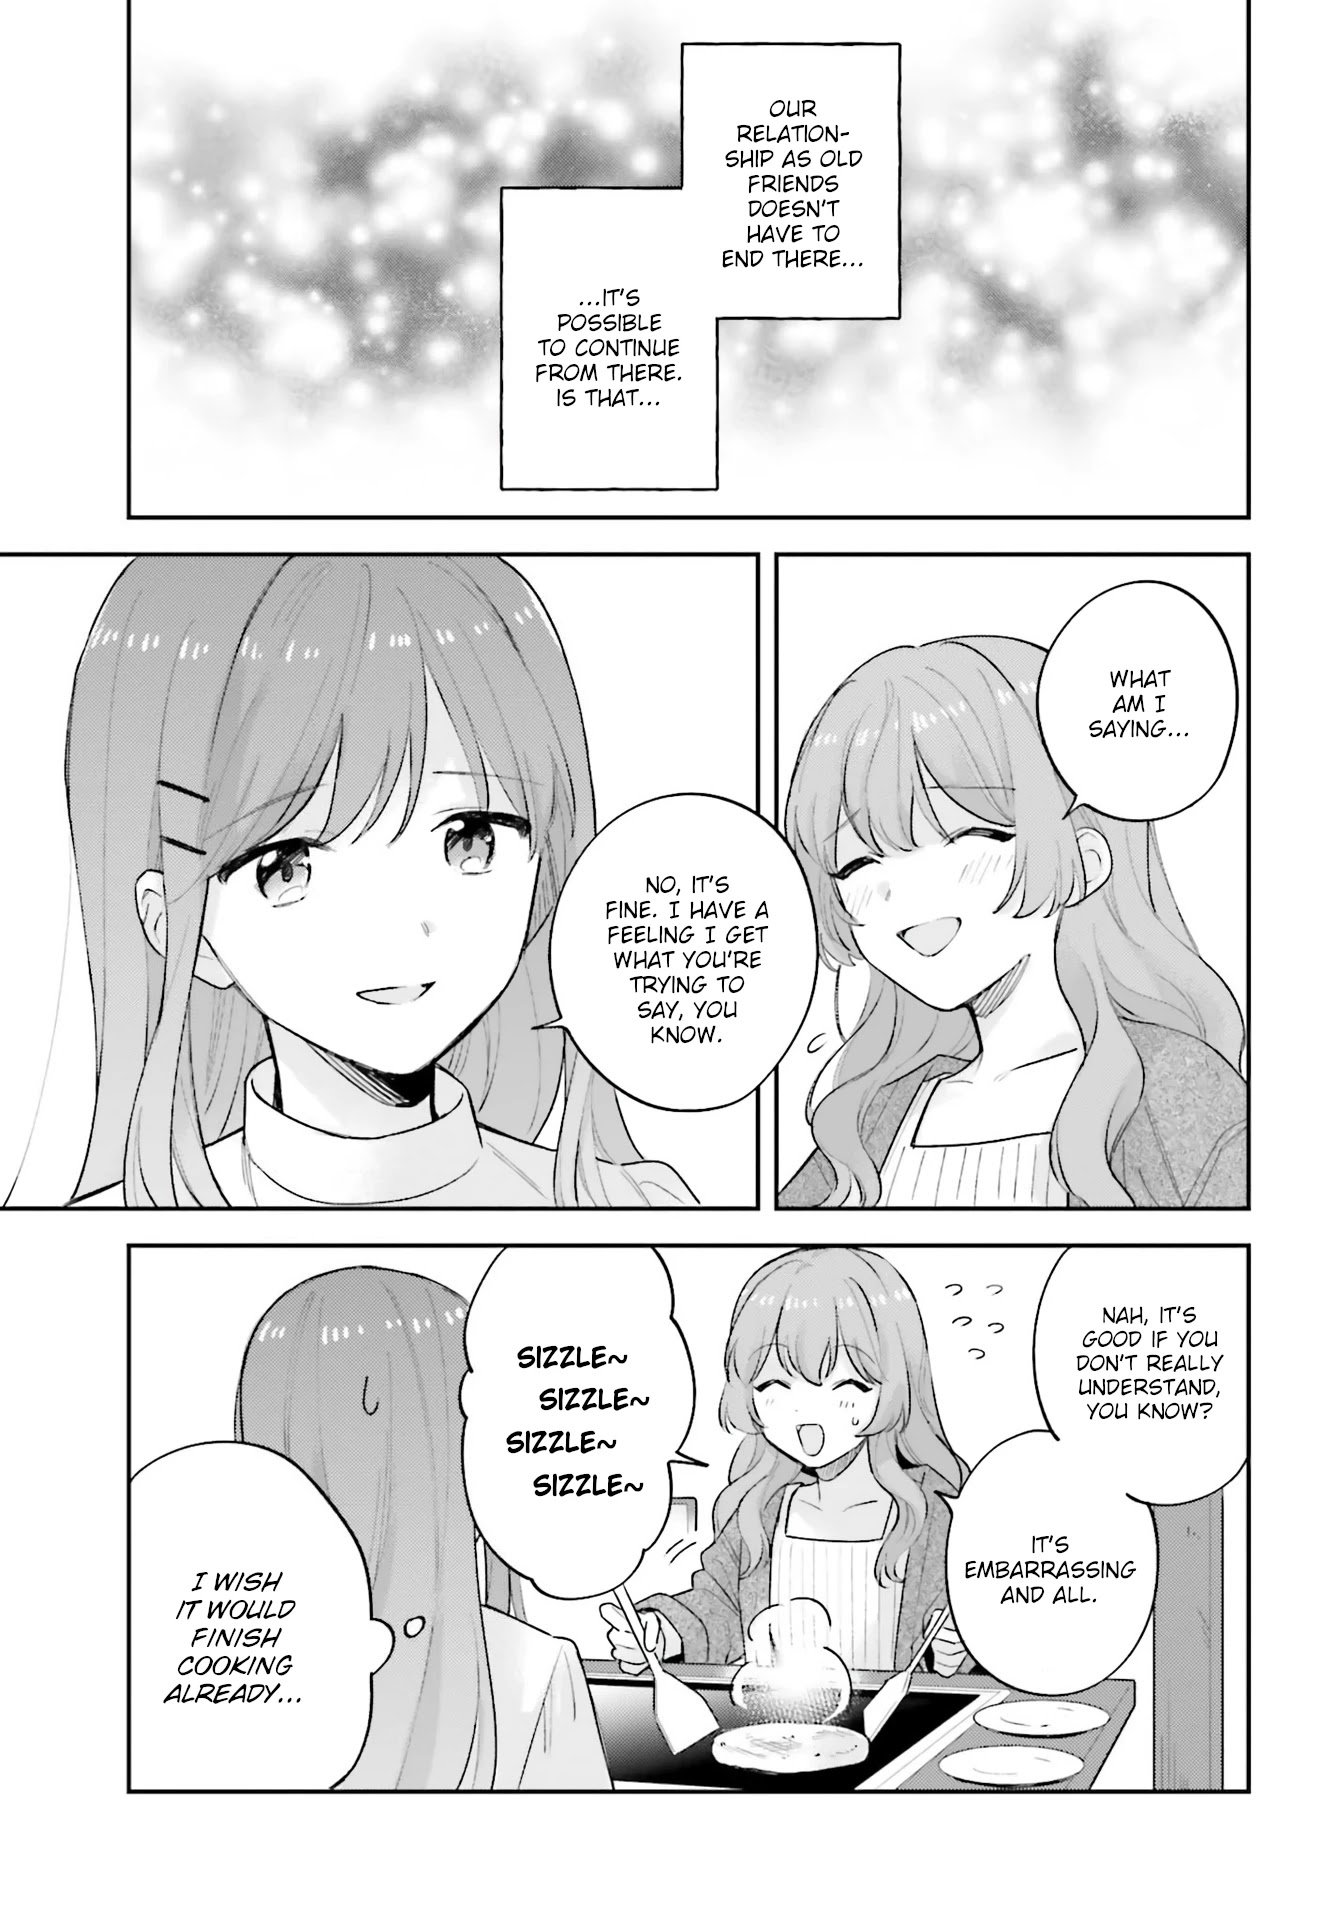 OUR
RELATION-
SHIP AS OLD
FRIENDS
DOESN'T
HAVE TO
END THERE...
...IT'S
POSSIBLE
TO CONTINUE
FROM THERE.
IS THAT...
WHAT
AM I
SAYING...
NO, IT'S
FINE. I HAVE A
FEELING I GET
WHAT YOU'RE
TRYING TO
SAY, YOU
KNOW.
NAH, IT'S
GOOD IF YOU
DON'T REALLY
UNDERSTAND,
YOU KNOW?
IT'S
EMBARRASSING
AND ALL.
SIZZLE~
SIZZLE~
SIZZLE~
SIZZLE~
I WISH
IT WOULD
FINISH
COOKING
ALREADY...